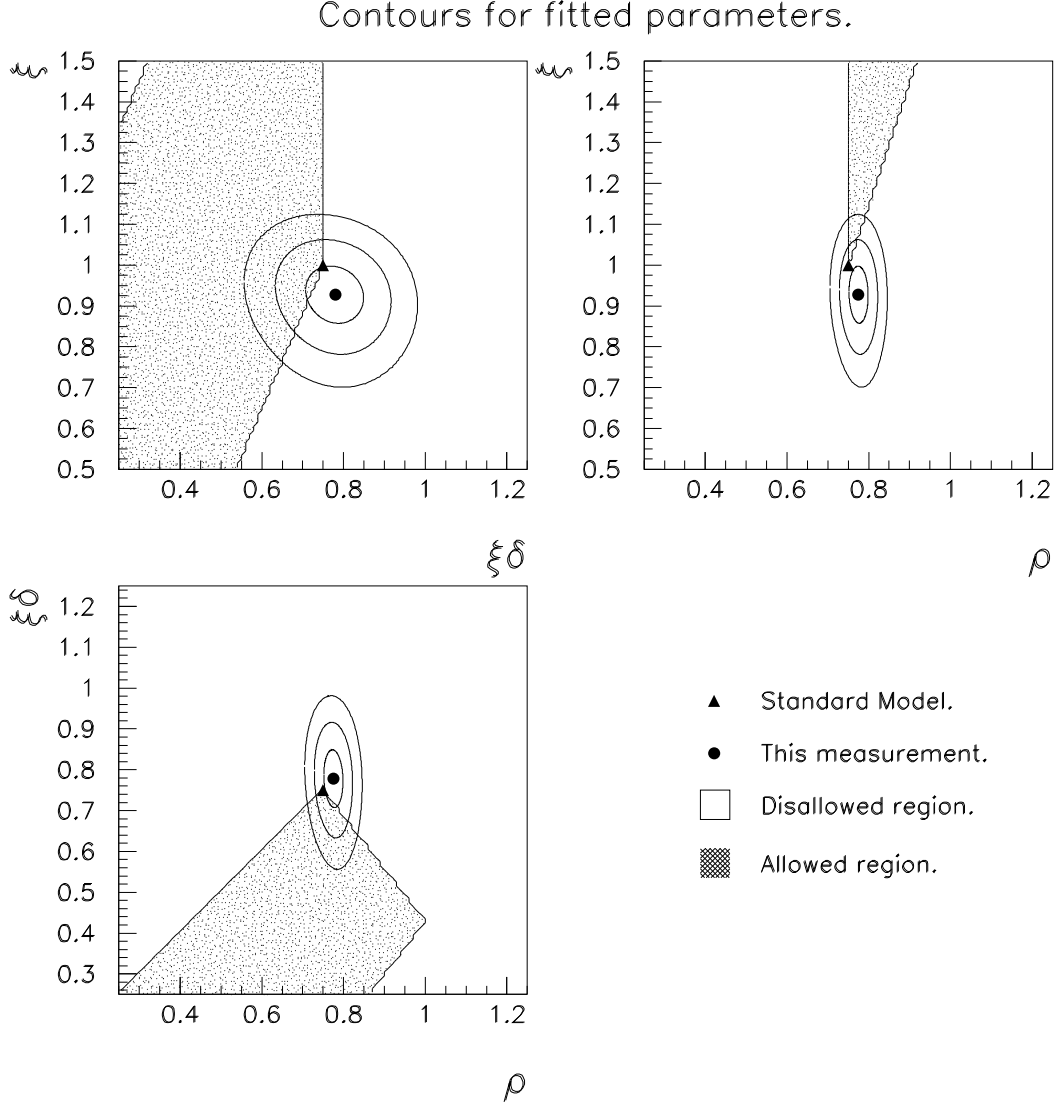 Contours for fitted parameters.
ξ
1.5
1.4
1.3
1.2
1.1
1
0.9
0.8
0.7
0.6
0.5
0.4 0.6 0.8 1 1.2
ξδ
ξ
1.5
1.4
1.3
1.2
1.1
1
0.9
0.8
0.7
0.6
0.5
0.4 0.6 0.8 1 1.2
ρ
ξδ
1.2
1.1
1
0.9
0.8
0.7
0.6
0.5
0.4
0.3
0.4 0.6 0.8 1 1.2
ρ
Standard Model.
This measurement.
Disallowed region.
Allowed region.